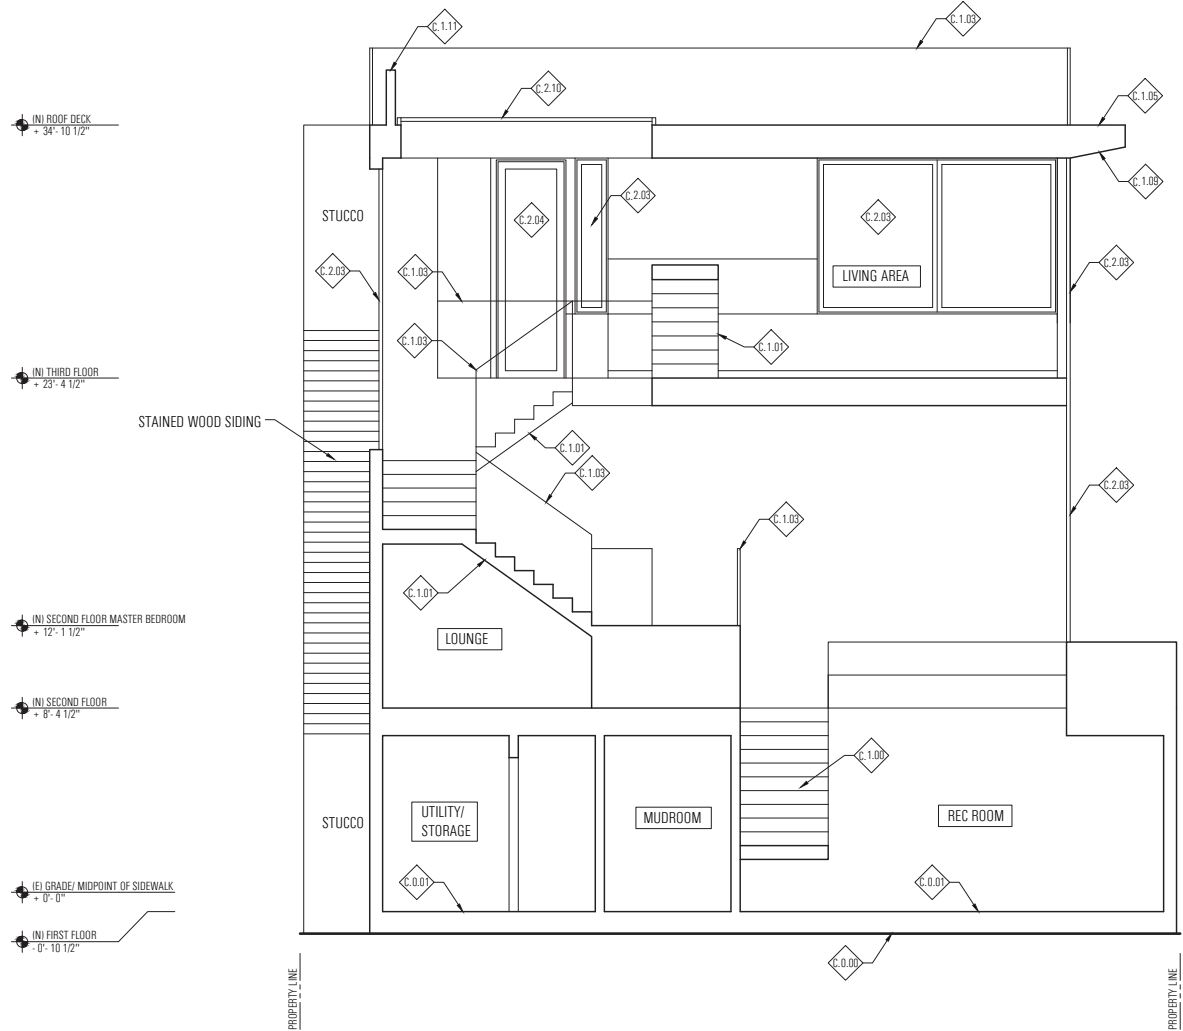 C.1.11
C.1.03
C.2.10
C.1.05
(N) ROOF DECK
+ 34'- 10 1/2"
C.1.09
C.2.03
STUCCO
C.2.04
C.2.03
C.2.03
C.1.03
C.2.03
LIVING AREA
C.1.03
C.1.01
(N) THIRD FLOOR
+ 23'- 4 1/2"
STAINED WOOD SIDING
C.1.01
C.1.03
C.2.03
C.1.03
C.1.01
(N) SECOND FLOOR MASTER BEDROOM
+ 12'- 1 1/2"
LOUNGE
(N) SECOND FLOOR
+ 8'- 4 1/2"
C.1.00
STUCCO
UTILITY/
STORAGE
MUDROOM
REC ROOM
(E) GRADE/ MIDPOINT OF SIDEWALK
+ 0'- 0"
C.0.01
C.0.01
(N) FIRST FLOOR
- 0'- 10 1/2"
C.0.00
PROPERTY LINE
PROPERTY LINE